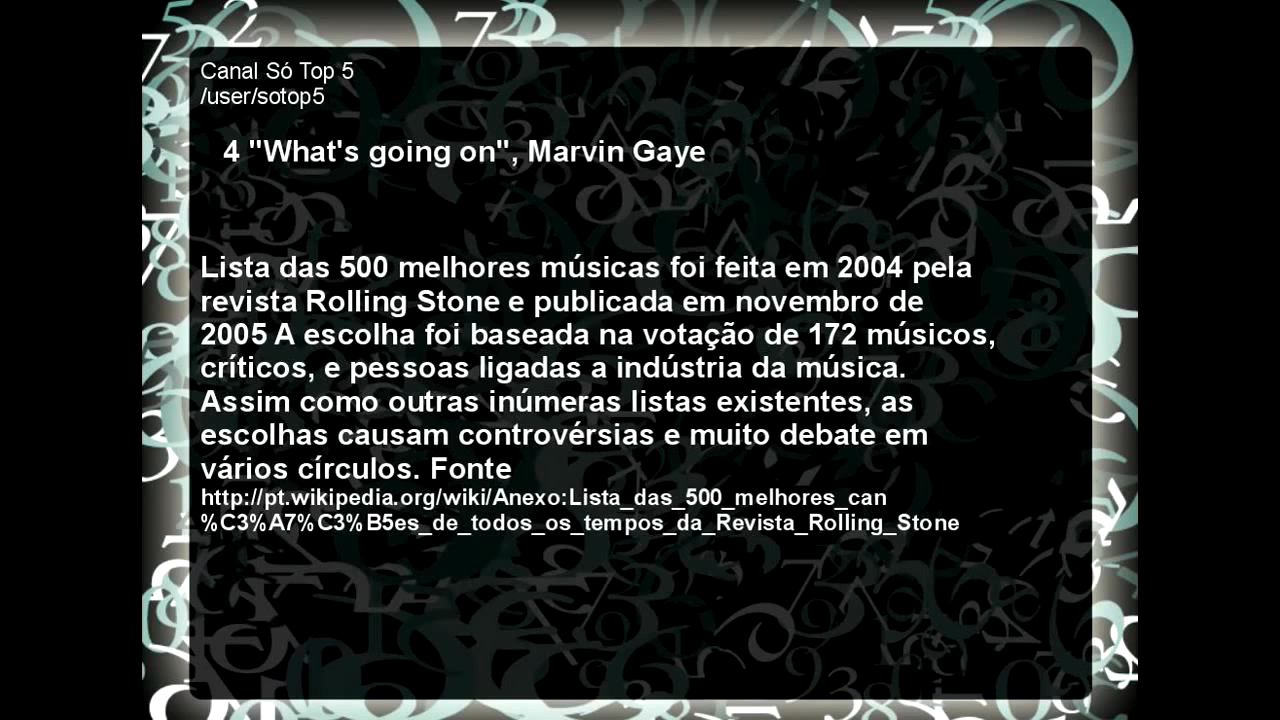 Canal Só Top 5
/user/sotop5
4 "What's going on", Marvin Gaye
Lista das 500 melhores músicas foi feita em 2004 pela
revista Rolling Stone e publicada em novembro de
2005 A escolha foi baseada na votação de 172 músicos,
críticos, e pessoas ligadas a indústria da música.
Assim como outras inúmeras listas existentes, as
escolhas causam controvérsias e muito debate em
vários círculos. Fonte
http://pt.wikipedia.org/wiki/Anexo:Lista_das_500_melhores_can
%C3%A7%C3%B5es_de_todos_os_tempos_da_Revista_Rolling_Stone